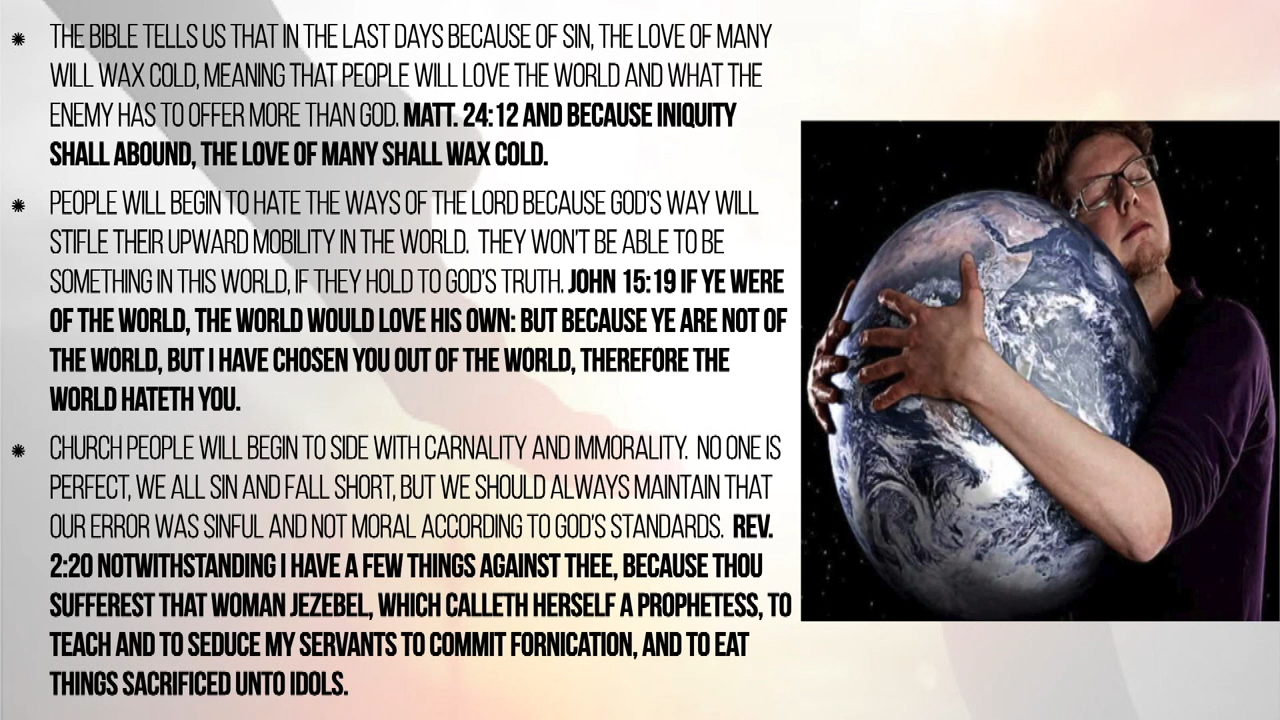 THE BIBLE TELLS US THAT IN THE LAST DAYS BECAUSE OF SIN, THE LOVE OF MANY
WILL WAX COLD, MEANING THAT PEOPLE WILL LOVE THE WORLD AND WHAT THE
ENEMY HAS TO OFFER MORE THAN GOD. MATT. 24:12 AND BECAUSE INIQUITY
SHALL ABOUND, THE LOVE OF MANY SHALL WAX COLD.
PEOPLE WILL BEGIN TO HATE THE WAYS OF THE LORD BECAUSE GOD'S WAY WILL
STIFLE THEIR UPWARD MOBILITY IN THE WORLD. THEY WON'T BE ABLE TO BE
SOMETHING IN THIS WORLD, IF THEY HOLD TO GOD'S TRUTH. JOHN 15:19 IF YE WERE
OF THE WORLD, THE WORLD WOULD LOVE HIS OWN: BUT BECAUSE YE ARE NOT OF
THE WORLD, BUT I HAVE CHOSEN YOU OUT OF THE WORLD, THEREFORE THE
WORLD HATETH YOU.
CHURCH PEOPLE WILL BEGIN TO SIDE WITH CARNALITY AND IMMORALITY. NO ONE IS
PERFECT, WE ALL SIN AND FALL SHORT, BUT WE SHOULD ALWAYS MAINTAIN THAT
OUR ERROR WAS SINFUL AND NOT MORAL ACCORDING TO GOD'S STANDARDS. REV.
2:20 NOTWITHSTANDING I HAVE A FEW THINGS AGAINST THEE, BECAUSE THOU
SUFFEREST THAT WOMAN JEZEBEL, WHICH CALLETH HERSELF A PROPHETESS, TO
TEACH AND TO SEDUCE MY SERVANTS TO COMMIT FORNICATION, AND TO EAT
THINGS SACRIFICED UNTO IDOLS.